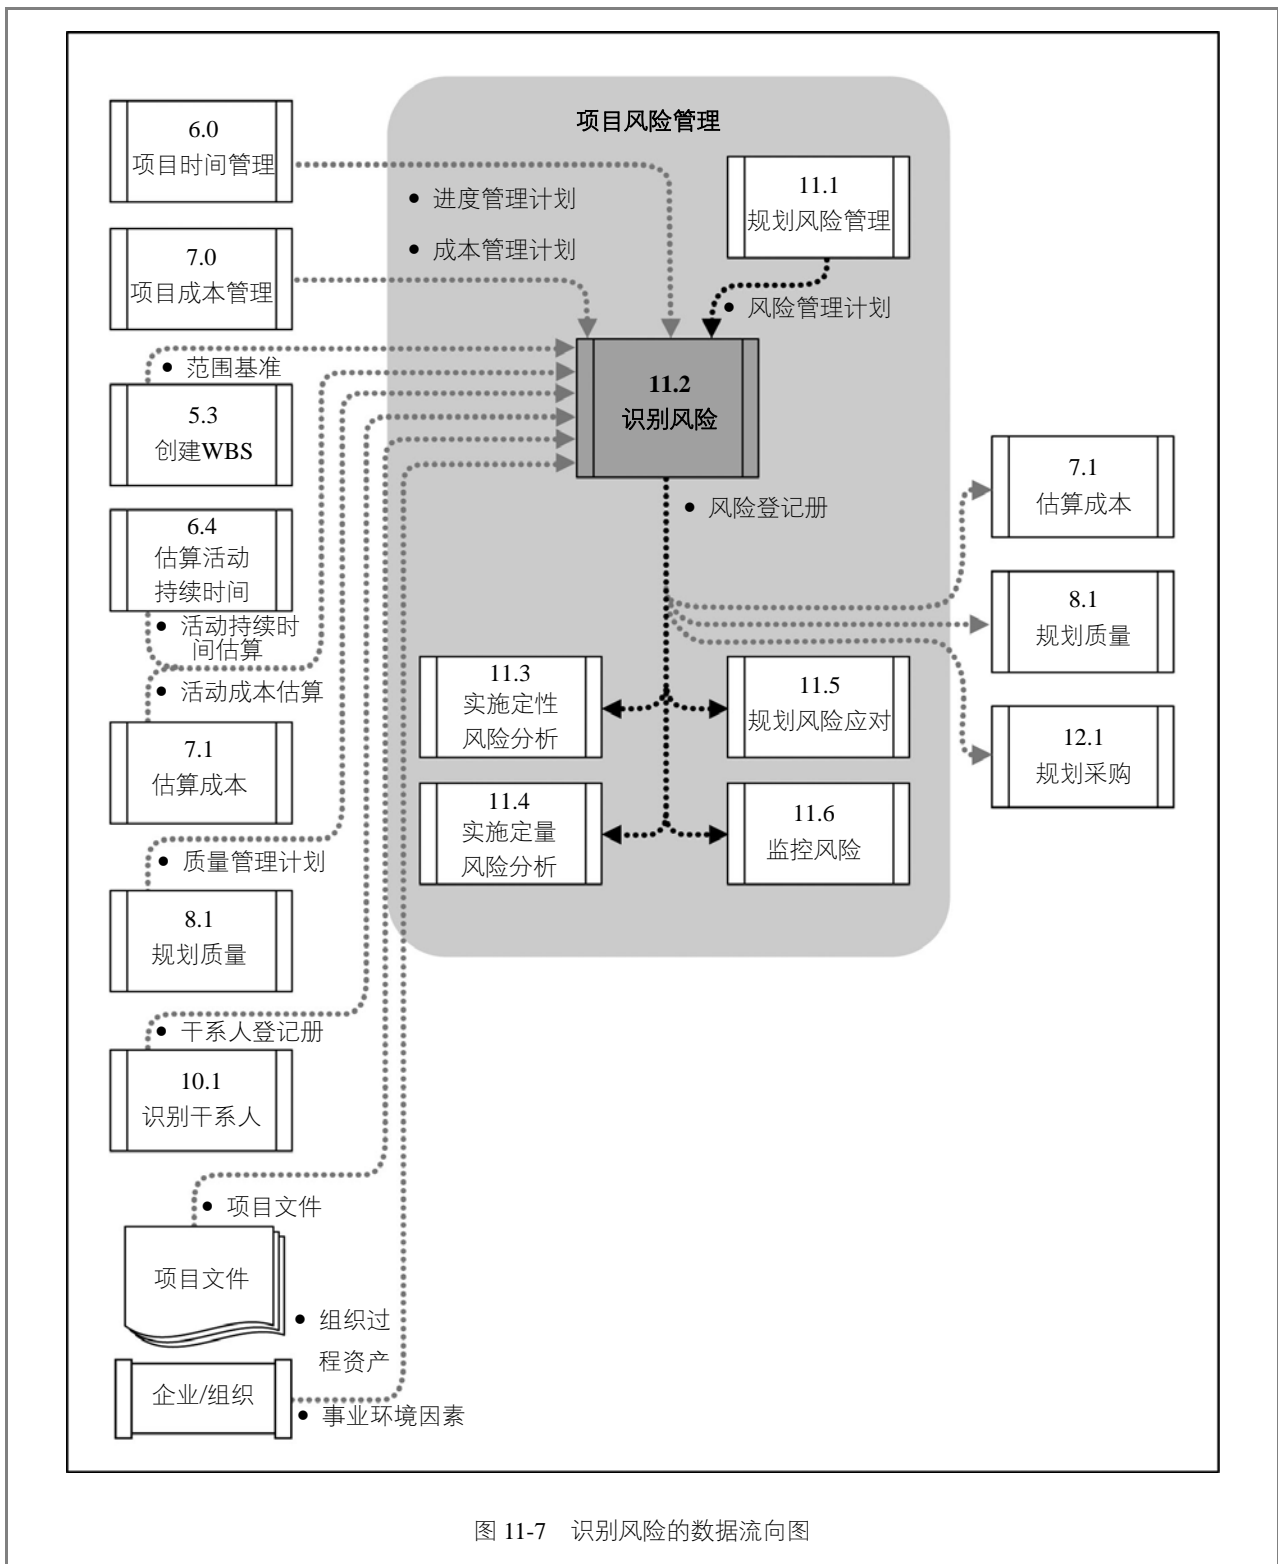 项目风险管理
6.0
项目时间管理
11.1
规划风险管理
● 进度管理计划
● 成本管理计划
7.0
项目成本管理
● 风险管理计划
● 范围基准
5.3
创建WBS
11.2
识别风险
● 风险登记册
7.1
估算成本
6.4
估算活动
持续时间
● 活动持续时
间估算
8.1
规划质量
● 活动成本估算
7.1
估算成本
11.3
实施定性
风险分析
11.5
规划风险应对
12.1
规划采购
11.4
实施定量
风险分析
11.6
监控风险
● 质量管理计划
8.1
规划质量
● 干系人登记册
10.1
识别干系人
● 项目文件
项目文件
● 组织过
程资产
企业/组织
● 事业环境因素
图 11-7 识别风险的数据流向图